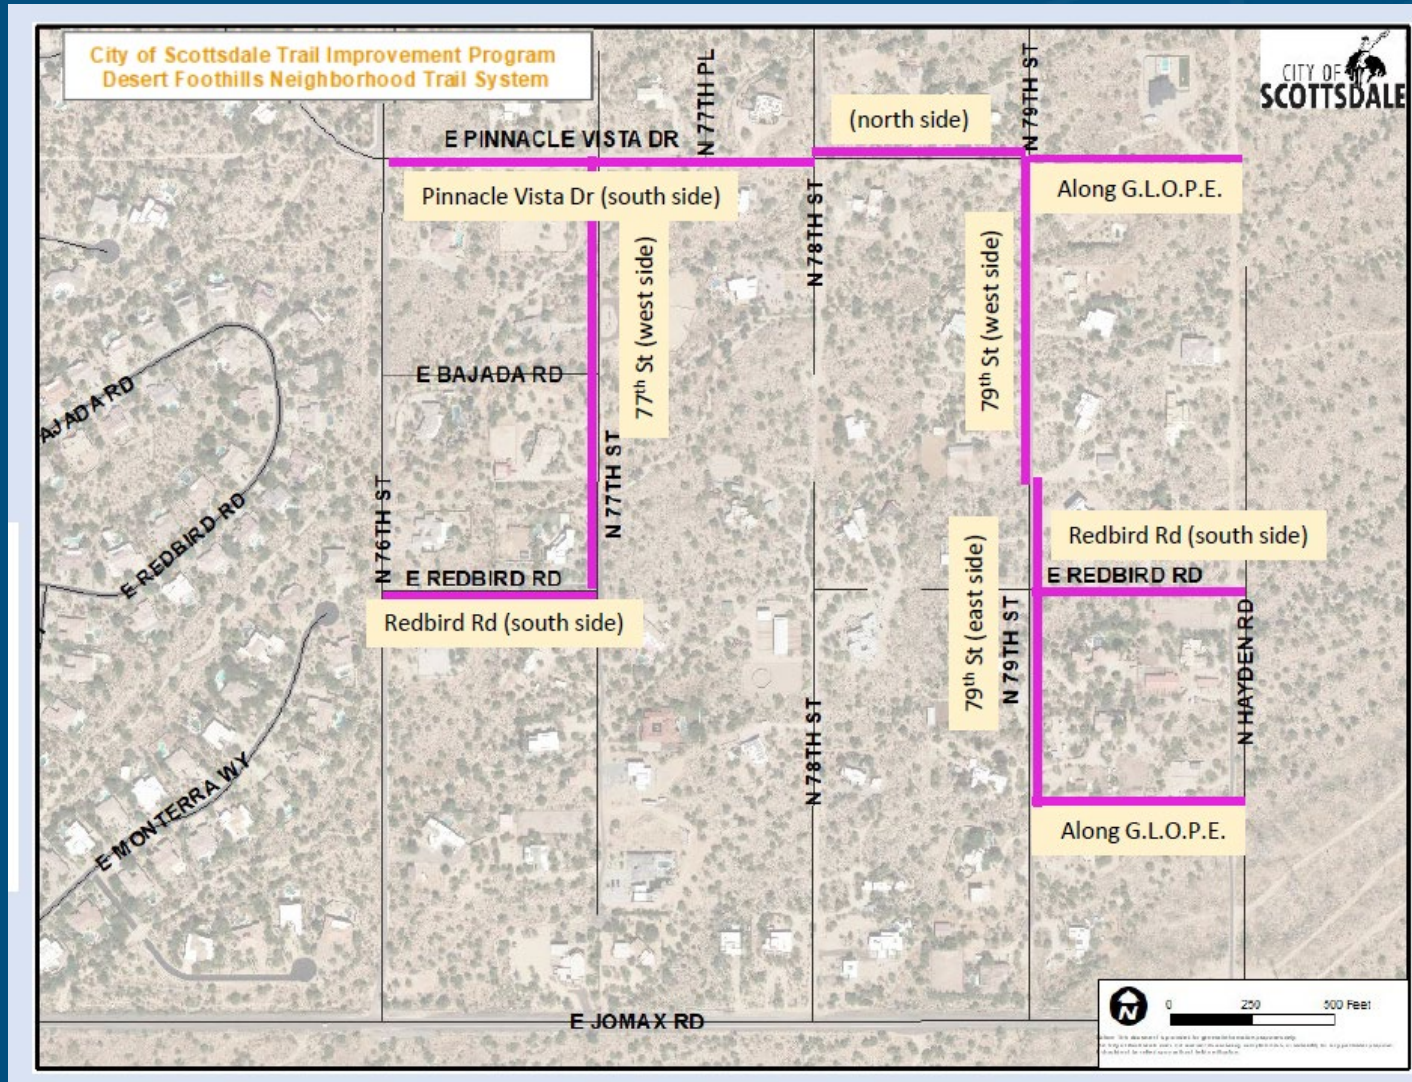 City of Scottsdale Trail Improvement Program
Desert Foothills Neighborhood Trail System
CITY OF
SCOTTSDALE
N 77TH PL
N 79TH ST
(north side)
E PINNACLE VISTA DR
Pinnacle Vista Dr (south side)
Along G.L.O.P.E.
N 78TH ST
77th St (west side)
79th St (west side)
E BAJADA RD
AJADA RD
N 77TH ST
N 76TH ST
E REDBIRD RD
Redbird Rd (south side)
79th St (east side)
E REDBIRD RD
E REDBIRD RD
Redbird Rd (south side)
N 79TH ST
N HAYDEN RD
N 78TH ST
E MONTERRA WY
Along G.L.O.P.E.
E JOMAX RD
N
0 250 500 Feet